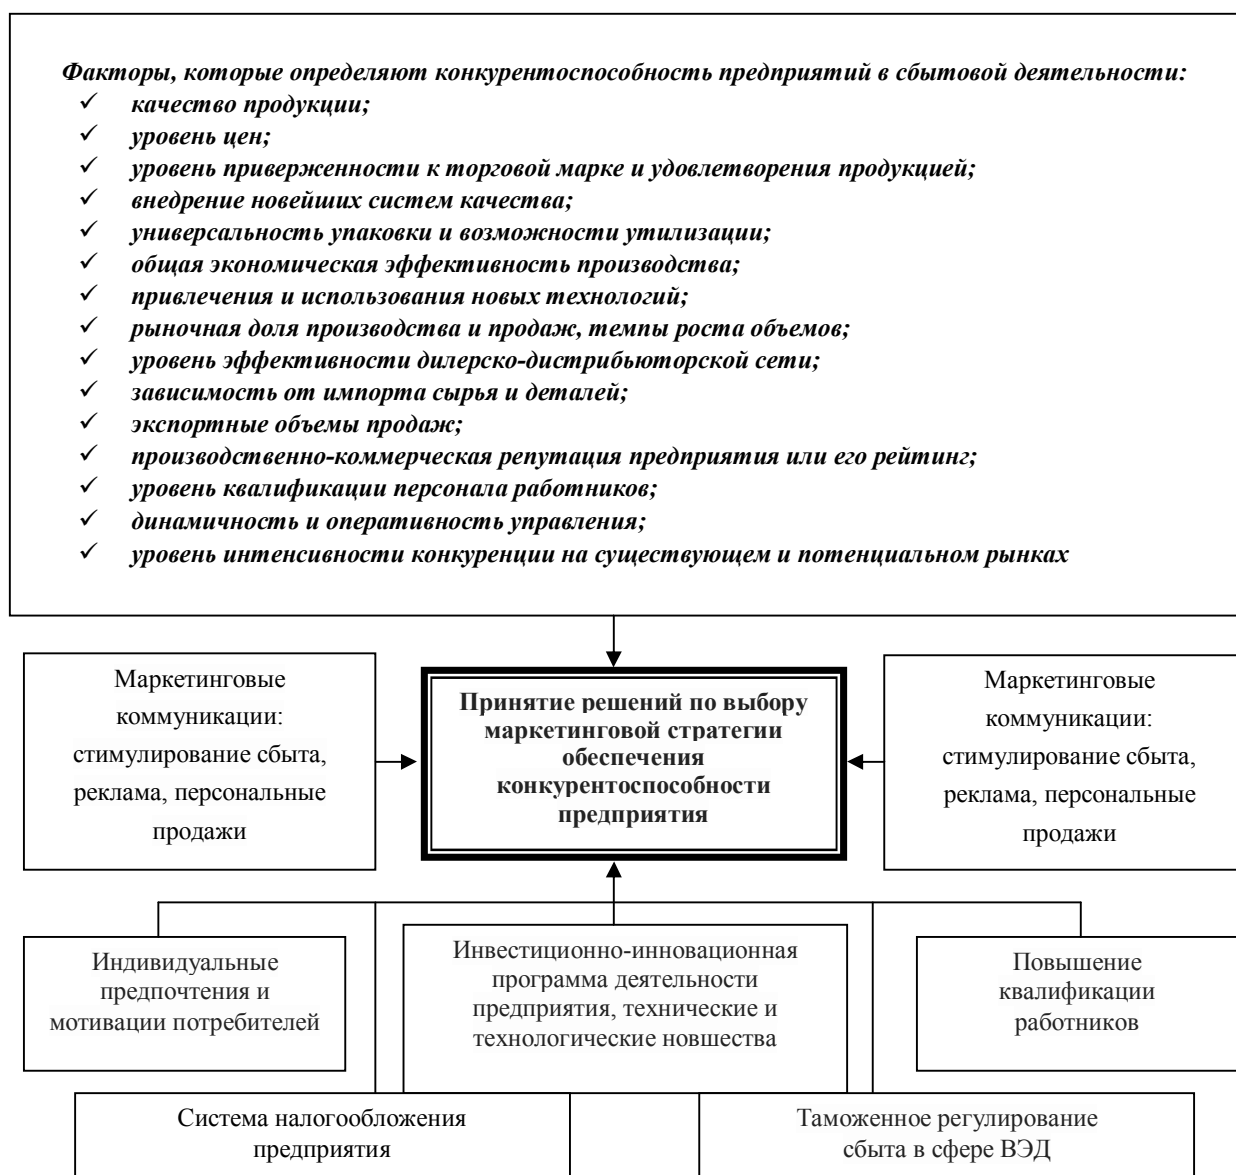 Факторы, которые определяют конкурентоспособность предприятий в сбытовой деятельности:
✓ качество продукции;
✓ уровень цен;
✓ уровень приверженности к торговой марке и удовлетворения продукцией;
✓ внедрение новейших систем качества;
✓ универсальность упаковки и возможности утилизации;
✓ общая экономическая эффективность производства;
✓ привлечения и использования новых технологий;
✓ рыночная доля производства и продаж, темпы роста объемов;
✓ уровень эффективности дилерско-дистрибьюторской сети;
✓ зависимость от импорта сырья и деталей;
✓ экспортные объемы продаж;
✓ производственно-коммерческая репутация предприятия или его рейтинг;
✓ уровень квалификации персонала работников;
✓ динамичность и оперативность управления;
✓ уровень интенсивности конкуренции на существующем и потенциальном рынках
Маркетинговые
коммуникации:
стимулирование сбыта,
реклама, персональные
продажи
Принятие решений по выбору
маркетинговой стратегии
обеспечения
конкурентоспособности
предприятия
Маркетинговые
коммуникации:
стимулирование сбыта,
реклама, персональные
продажи
Индивидуальные
предпочтения и
мотивации потребителей
Инвестиционно-инновационная
программа деятельности
предприятия, технические и
технологические новшества
Повышение
квалификации
работников
Система налогообложения
предприятия
Таможенное регулирование
сбыта в сфере ВЭД